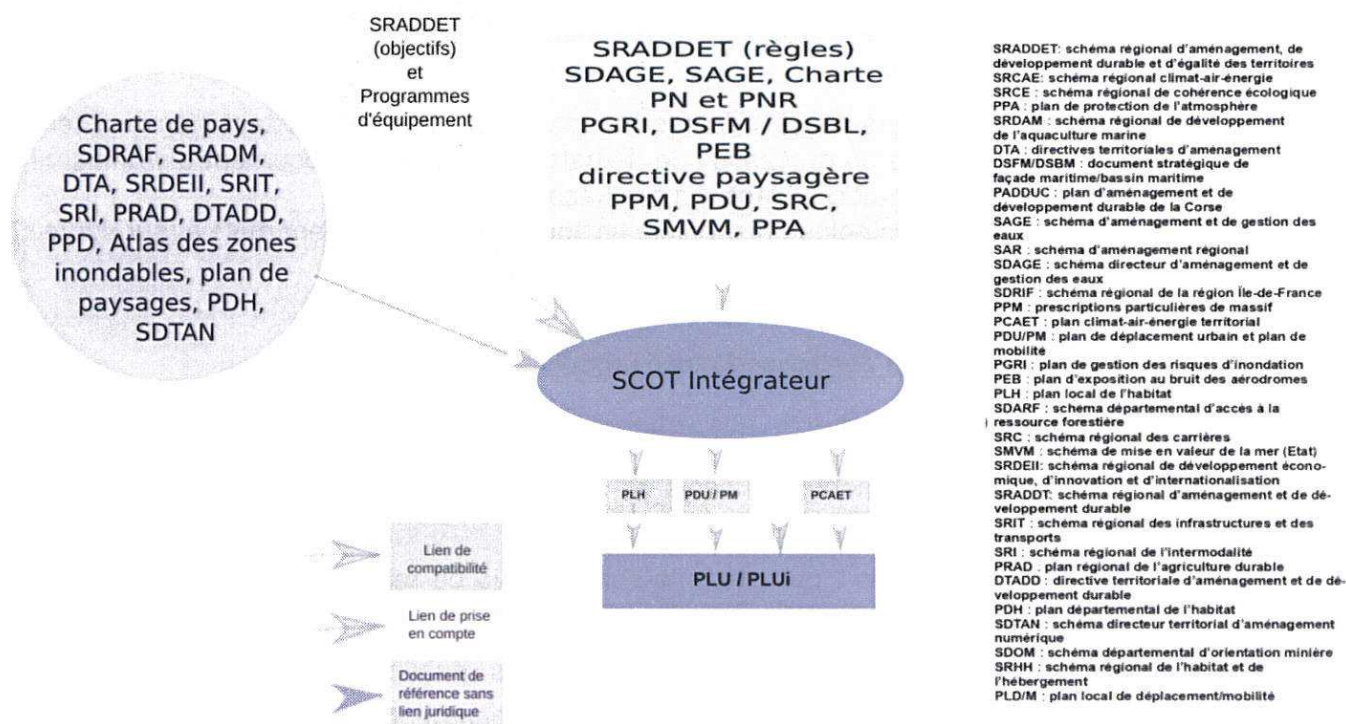 SRADDET
(objectifs)
et
Programmes
d'équipement
SRADDET (règles)
SDAGE, SAGE, Charte
PN et PNR
PGRI, DSFM / DSBL,
PEB
directive paysagère
PPM, PDU, SRC,
SMVM, PPA
Charte de pays,
SDRAF, SRADM,
DTA, SRDEII, SRIT,
SRI, PRAD, DTADD,
PPD, Atlas des zones
inondables, plan de
paysages, PDH,
SDTAN
SCOT Intégrateur
PLH
PDU / PM
PCAET
PLU / PLUi
Lien de
compatibilité
Lien de prise
en compte
Document de
référence sans
lien juridique
SRADDET: schéma régional d'aménagement, de
développement durable et d'égalité des territoires
SRCAE: schéma régional climat-air-énergie
SRCE : schéma régional de cohérence écologique
PPA : plan de protection de l'atmosphère
SRDAM : schéma régional de développement
de l'aquaculture marine
DTA : directives territoriales d'aménagement
DSFM/DSBM : document stratégique de
façade maritime/bassin maritime
PADDUC : plan d'aménagement et de
développement durable de la Corse
SAGE : schéma d'aménagement et de gestion des
eaux
SAR : schéma d'aménagement régional
SDAGE : schéma directeur d'aménagement et de
gestion des eaux
SDRIF : schéma régional de la région Île-de-France
PPM : prescriptions particulières de massif
PCAET : plan climat-air-énergie territorial
PDU/PM : plan de déplacement urbain et plan de
mobilité
PGRI : plan de gestion des risques d'inondation
PEB : plan d'exposition au bruit des aérodromes
PLH : plan local de l'habitat
SDARF : schéma départemental d'accès à la
ressource forestière
SRC : schéma régional des carrières
SMVM : schéma de mise en valeur de la mer (Etat)
SRDEII: schéma régional de développement écono-
mique, d'innovation et d'internationalisation
SRADDT: schéma régional d'aménagement et de dé-
veloppement durable
SRIT : schéma régional des infrastructures et des
transports
SRI : schéma régional de l'intermodalité
PRAD : plan régional de l'agriculture durable
DTADD : directive territoriale d'aménagement et de dé-
veloppement durable
PDH : plan départemental de l'habitat
SDTAN : schéma directeur territorial d'aménagement
numérique
SDOM : schéma départemental d'orientation minière
SRHH : schéma régional de l'habitat et de
l'hébergement
PLD/M : plan local de déplacement/mobilité